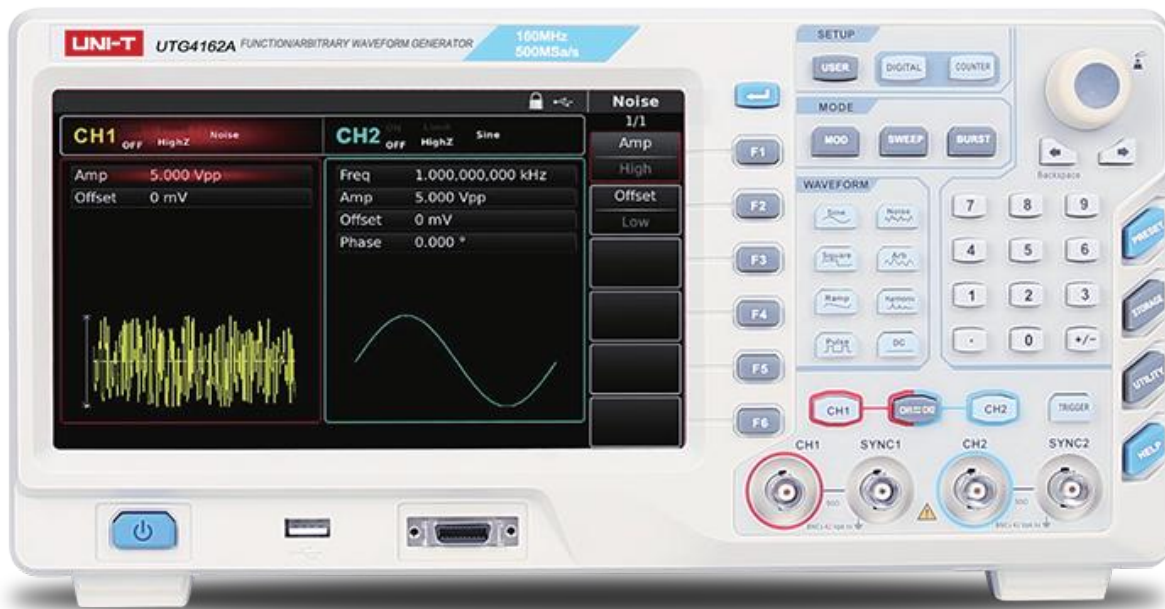 UNI-T UTG4162A FUNCTION/ARBITRARY WAVEFORM GENERATOR
160MHz
500MSa/s
CH1 OFF HighZ Noise
Amp 5.000 Vpp
Offset 0 mV
CH2 ON OFF Limit HighZ Sine
Freq 1.000,000,000 kHz
Amp 5.000 Vpp
Offset 0 mV
Phase 0.000 °
Noise
1/1
Amp
High
Offset
Low
F1
F2
F3
F4
F5
F6
SETUP
USER DIGITAL COUNTER
MODE
MOD SWEEP BURST
WAVEFORM
Sine Noise
Square Arb
Ramp Harmonic
Pulse DC
Backspace
7 8 9
4 5 6
1 2 3
. 0 +/-
PRESET
STORAGE
UTILITY
HELP
CH1 CH2 TRIGGER
CH1 SYNC1 CH2 SYNC2
50Ω 50Ω